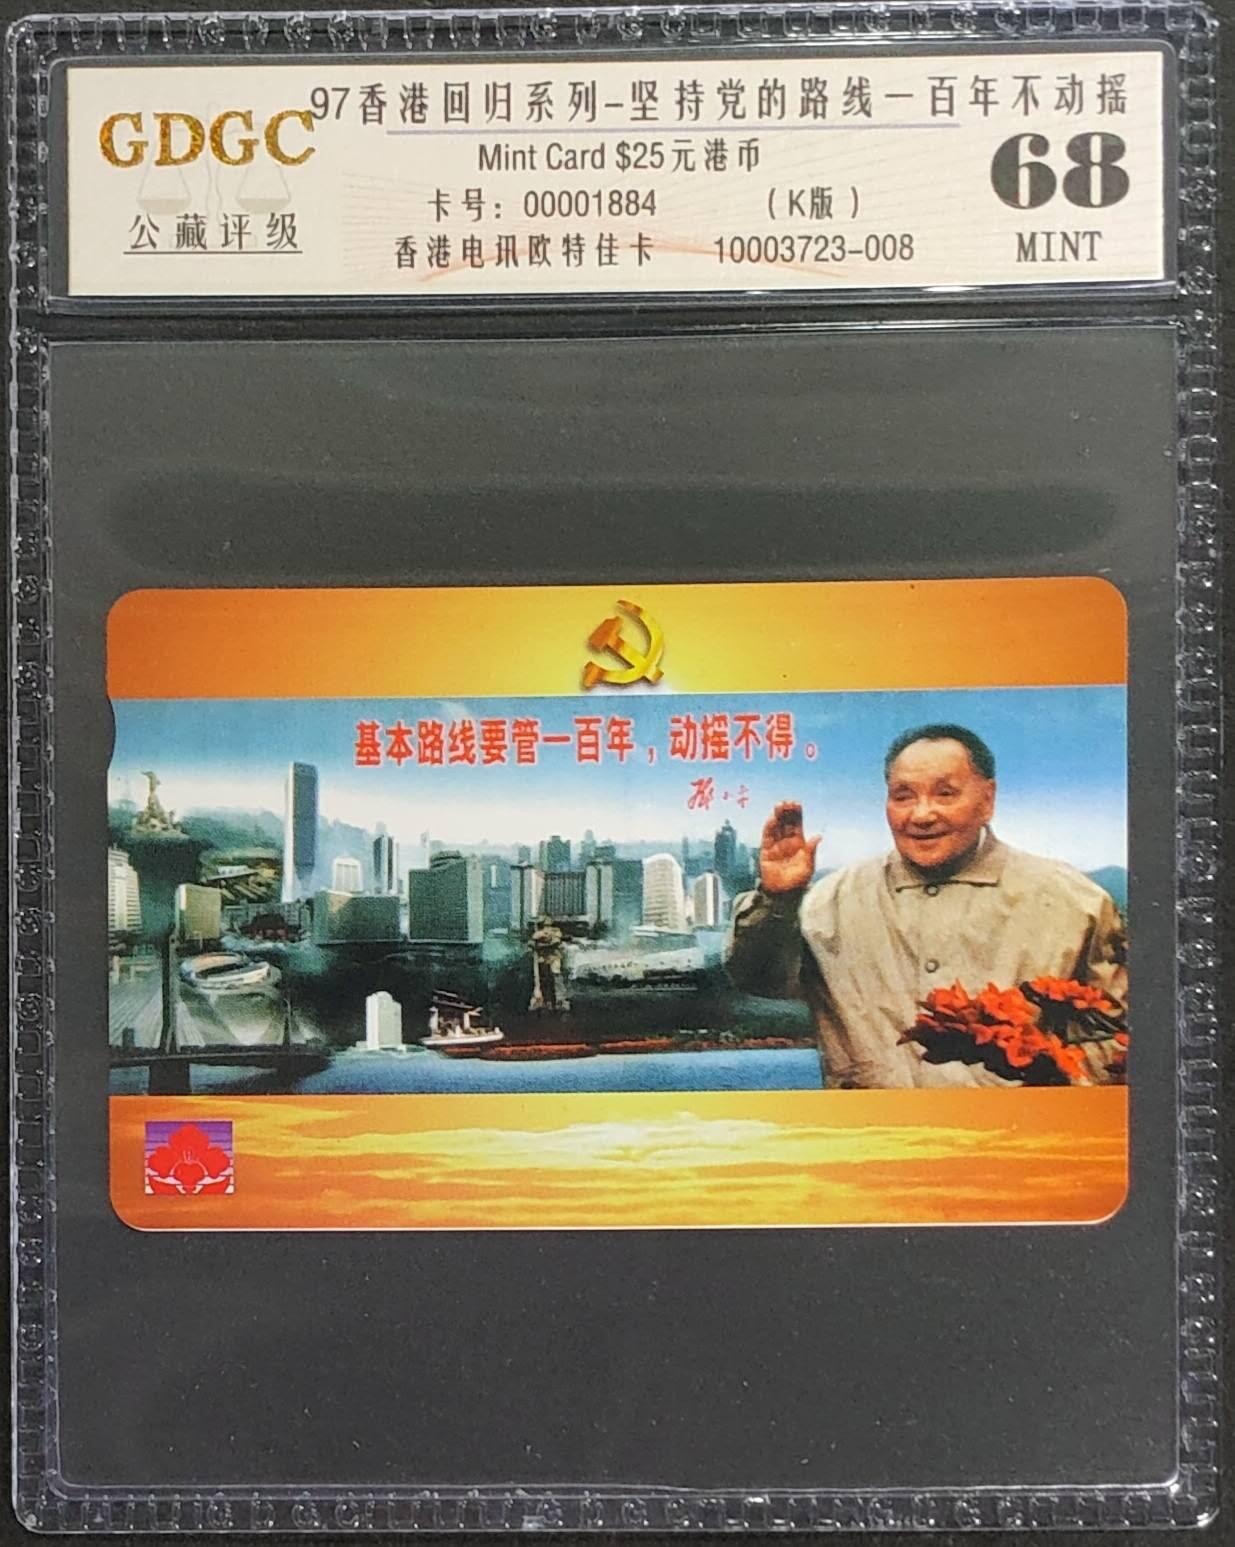 97香港回归系列-坚持党的路线一百年不动摇
GDGC
公藏评级
Mint Card $25元港币
卡号：00001884 （K版）
香港电讯欧特佳卡 10003723-008
68
MINT
基本路线要管一百年，动摇不得。
邓小平